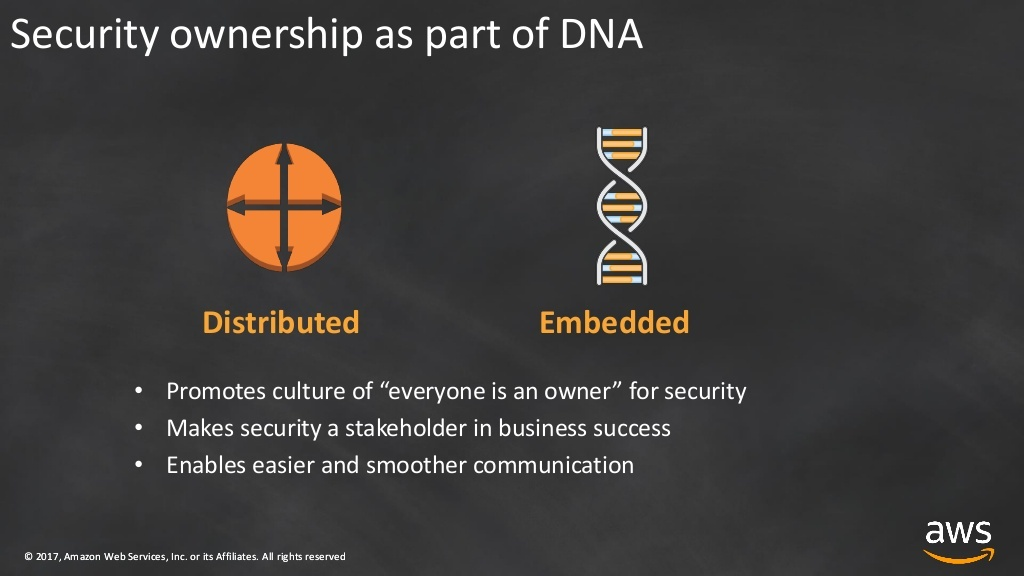 Security ownership as part of DNA
Distributed
Embedded
• Promotes culture of “everyone is an owner” for security
• Makes security a stakeholder in business success
• Enables easier and smoother communication
© 2017, Amazon Web Services, Inc. or its Affiliates. All rights reserved
aws